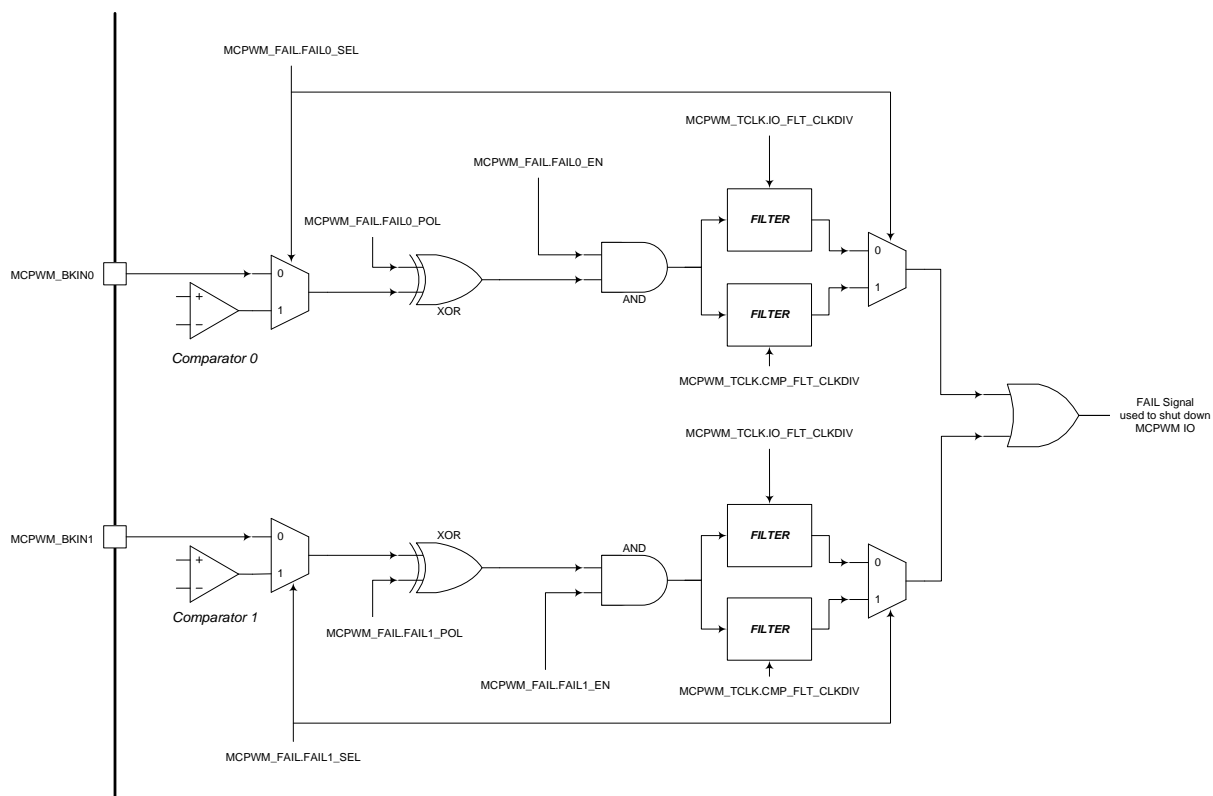 MCPWM_FAIL.FAIL0_SEL
MCPWM_TCLK.IO_FLT_CLKDIV
MCPWM_FAIL.FAIL0_EN
MCPWM_FAIL.FAIL0_POL
FILTER
0
MCPWM_BKIN0
0
+
1
1
−
XOR
AND
FILTER
Comparator 0
MCPWM_TCLK.CMP_FLT_CLKDIV
FAIL Signal
used to shut down
MCPWM IO
MCPWM_TCLK.IO_FLT_CLKDIV
XOR
AND
FILTER
MCPWM_BKIN1
0
+
1
−
0
1
Comparator 1
FILTER
MCPWM_FAIL.FAIL1_POL
MCPWM_FAIL.FAIL1_EN
MCPWM_TCLK.CMP_FLT_CLKDIV
MCPWM_FAIL.FAIL1_SEL